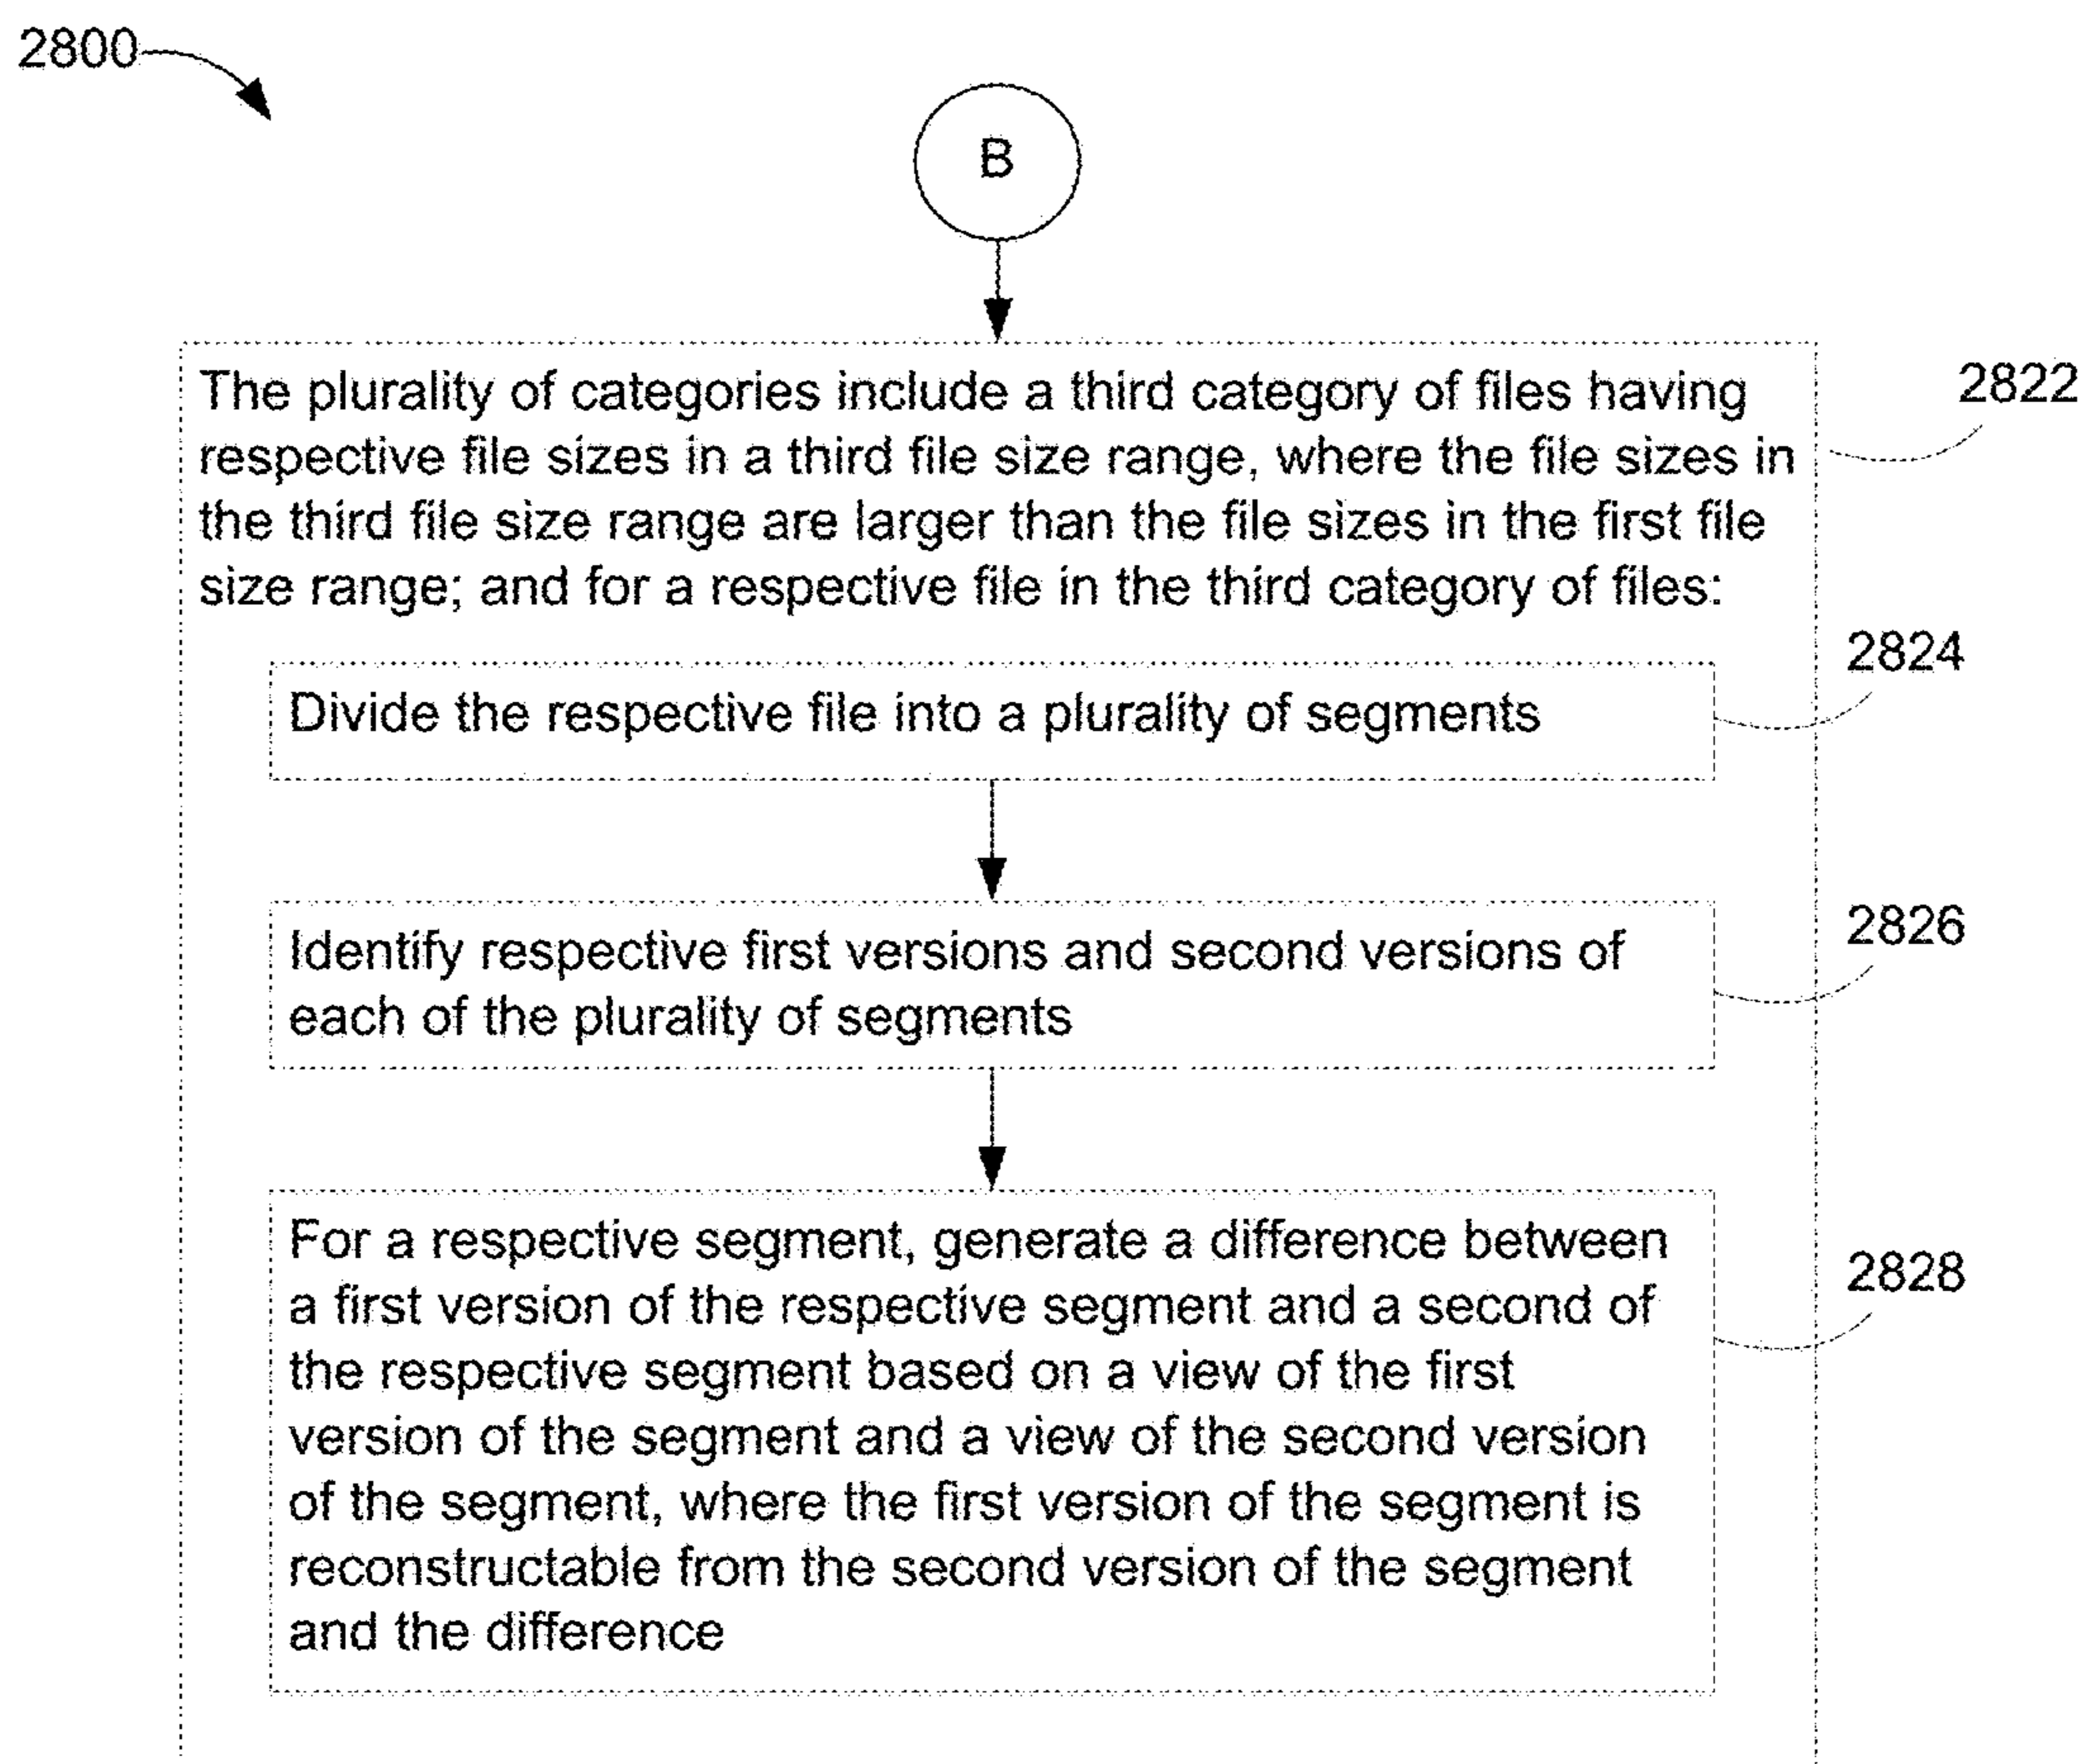 2800
B
The plurality of categories include a third category of files having
respective file sizes in a third file size range, where the file sizes in
the third file size range are larger than the file sizes in the first file
size range; and for a respective file in the third category of files:
2822
Divide the respective file into a plurality of segments
2824
Identify respective first versions and second versions of
each of the plurality of segments
2826
For a respective segment, generate a difference between
a first version of the respective segment and a second of
the respective segment based on a view of the first
version of the segment and a view of the second version
of the segment, where the first version of the segment is
reconstructable from the second version of the segment
and the difference
2828